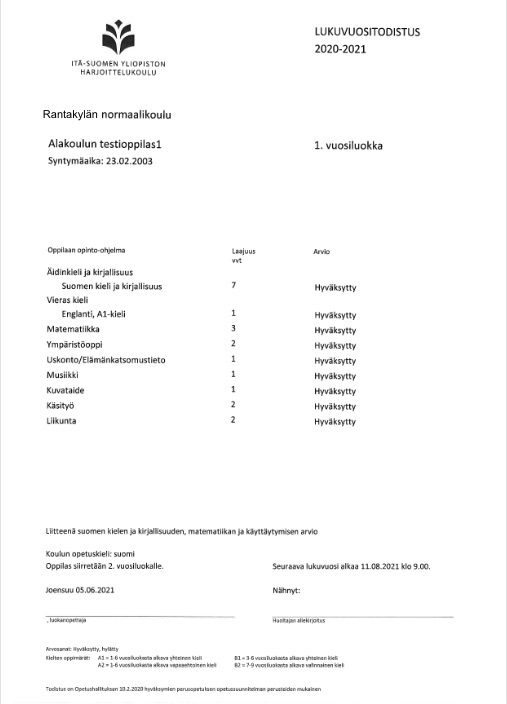 LUKUVUOSITODISTUS
2020-2021
ITÄ-SUOMEN YLIOPISTON
HARJOITTELUKOULU
Rantakylän normaalikoulu
Alakoulun testioppilas1
1. vuosiluokka
Syntymäaika: 23.02.2003
Oppilaan opinto-ohjelma Laajuus vvt Arvio
Äidinkieli ja kirjallisuus
Suomen kieli ja kirjallisuus 7 Hyväksytty
Vieras kieli
Englanti, A1-kieli 1 Hyväksytty
Matematiikka 3 Hyväksytty
Ympäristöoppi 2 Hyväksytty
Uskonto/Elämänkatsomustieto 1 Hyväksytty
Musiikki 1 Hyväksytty
Kuvataide 1 Hyväksytty
Käsityö 2 Hyväksytty
Liikunta 2 Hyväksytty
Liitteenä suomen kielen ja kirjallisuuden, matematiikan ja käyttäytymisen arvio
Koulun opetuskieli: suomi
Oppilas siirretään 2. vuosiluokalle. Seuraava lukuvuosi alkaa 11.08.2021 klo 9.00.
Joensuu 05.06.2021 Nähnyt:
, luokanopettaja Huoltajan allekirjoitus
Arvosanat: Hyväksytty, hylätty
Kielten oppimäärät: A1 = 1-6 vuosiluokasta alkava yhteinen kieli B1 = 3-6 vuosiluokasta alkava yhteinen kieli
A2 = 1-6 vuosiluokasta alkava vapaaehtoinen kieli B2 = 7-9 vuosiluokasta alkava valinnainen kieli
Todistus on Opetushallituksen 10.2.2020 hyväksymien perusopetuksen opetussuunnitelman perusteiden mukainen